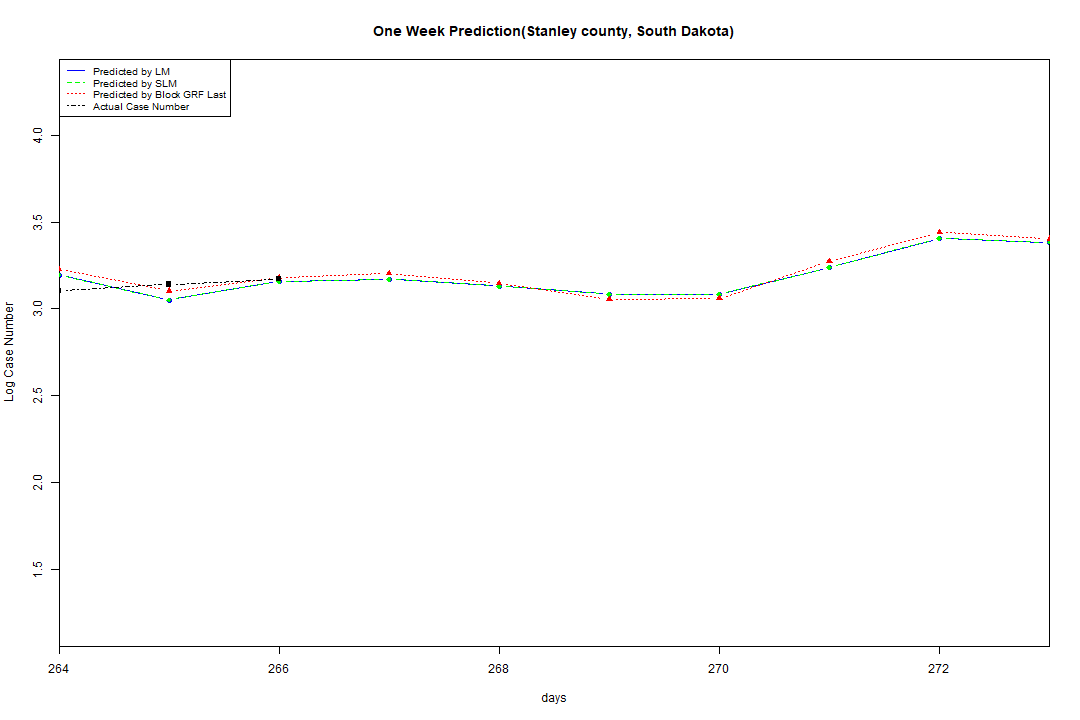 One Week Prediction(Stanley county, South Dakota)
Predicted by LM
Predicted by SLM
Predicted by Block GRF Last
Actual Case Number
4.0
3.5
3.0
2.5
2.0
1.5
Log Case Number
264 266 268 270 272
days